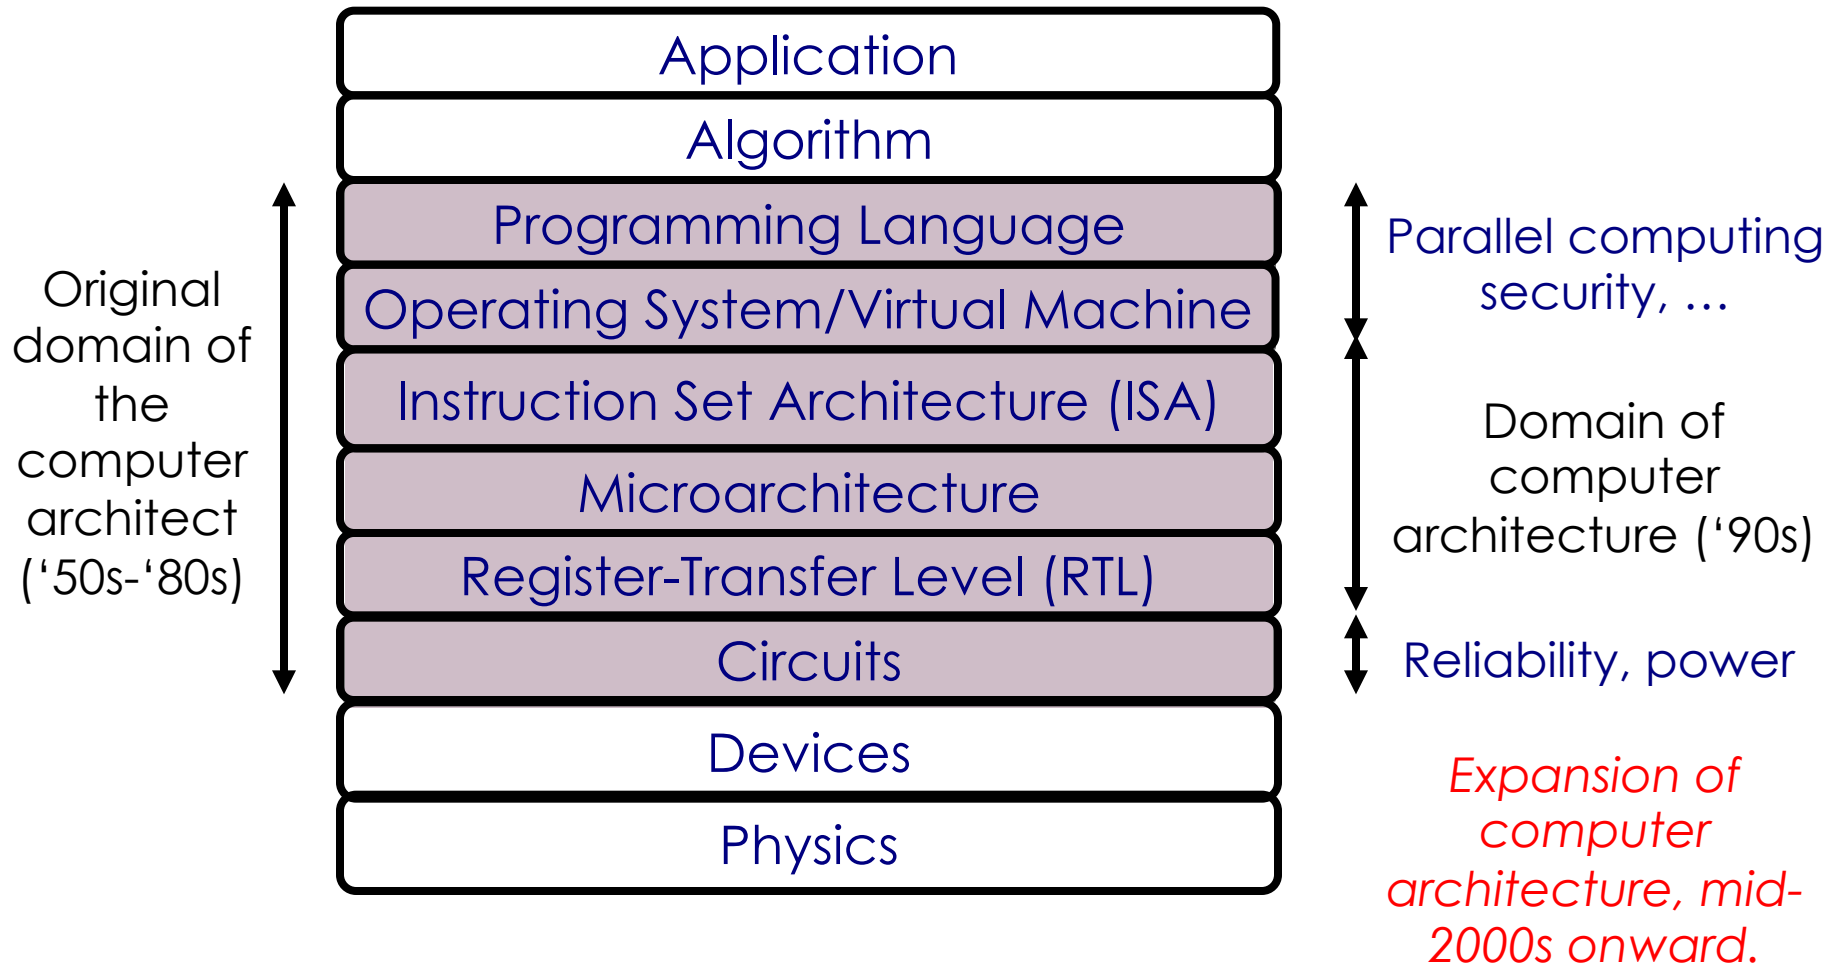 Application
Algorithm
Programming Language
Operating System/Virtual Machine
Instruction Set Architecture (ISA)
Microarchitecture
Register-Transfer Level (RTL)
Circuits
Devices
Physics
Original
domain of
the
computer
architect
(‘50s-‘80s)
Parallel computing
security, …
Domain of
computer
architecture (‘90s)
Reliability, power
Expansion of
computer
architecture, mid-
2000s onward.